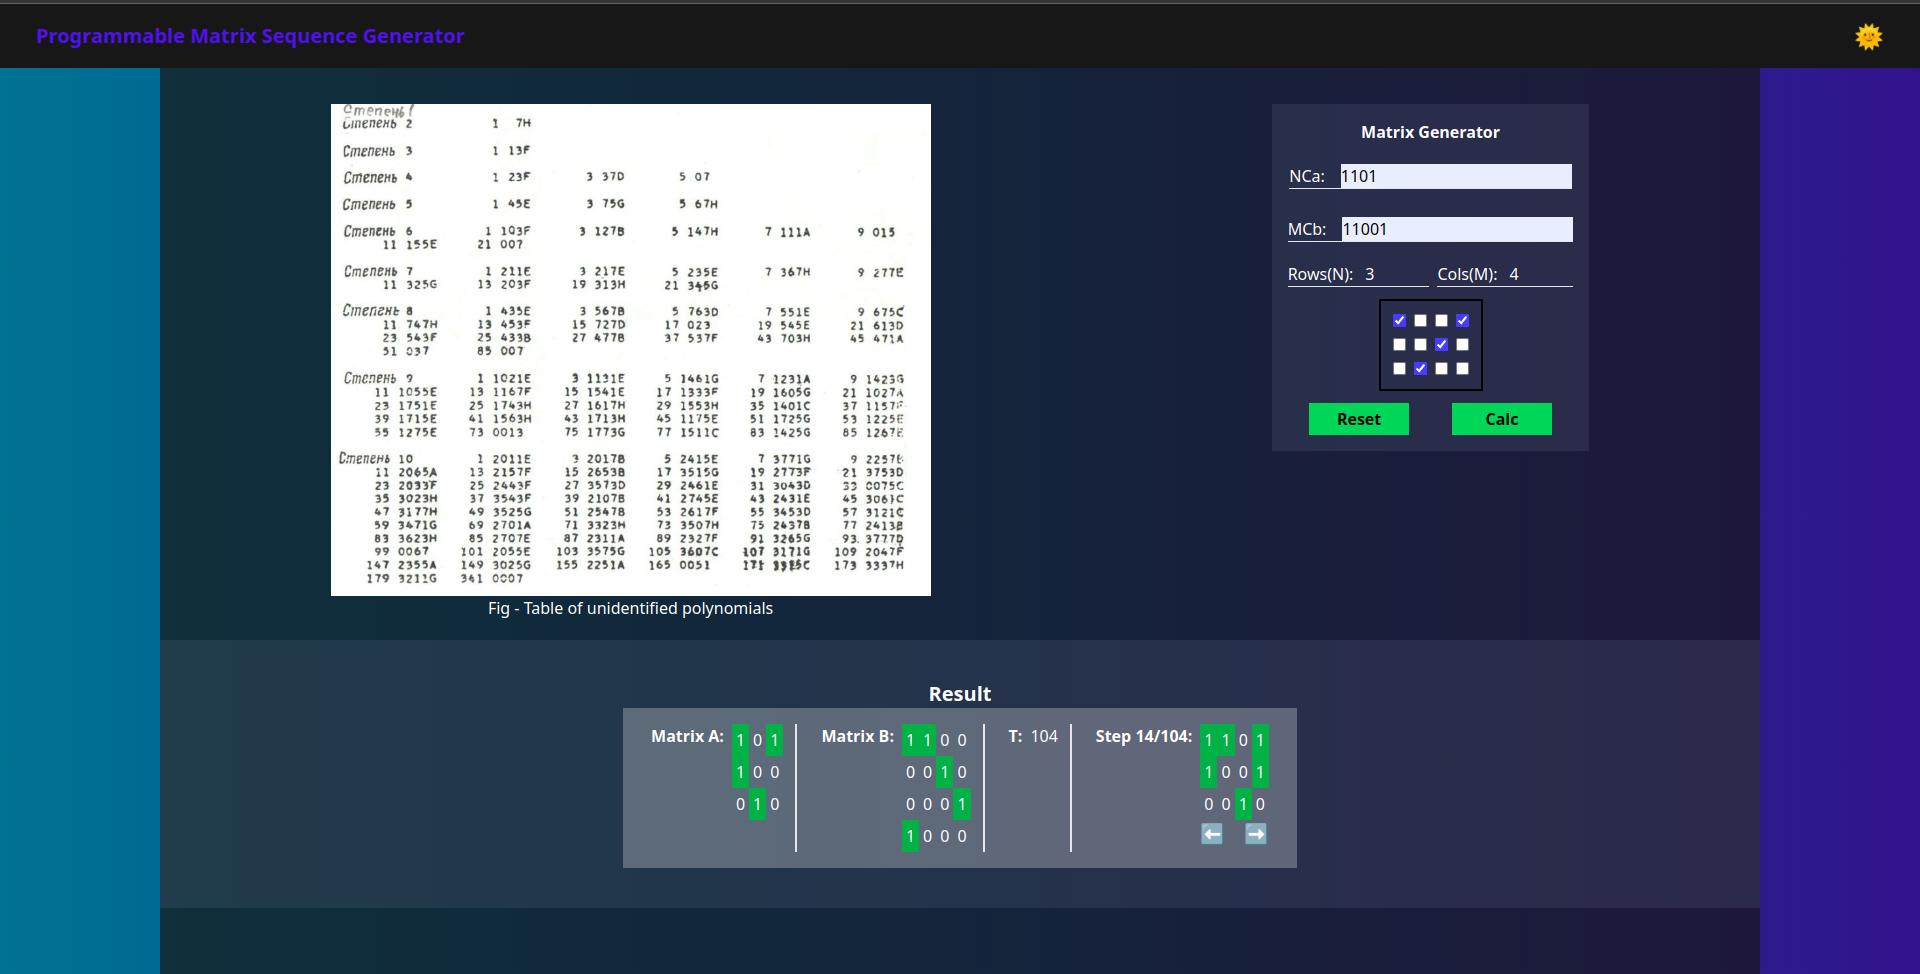 Programmable Matrix Sequence Generator
Степень 1
Степень 2 1 7H
Степень 3 1 13F
Степень 4 1 23F 3 37D 5 07
Степень 5 1 45E 3 75G 5 67H
Степень 6 1 103F 3 127B 5 147H 7 111A 9 015
11 155E 21 007
Степень 7 1 211E 3 217E 5 235E 7 367H 9 277E
11 325G 13 203F 19 313H 21 345G
Степень 8 1 435E 3 567B 5 763D 7 551E 9 675C
11 747H 13 453F 15 727D 17 023 19 545E 21 613D
23 543F 25 433B 27 477B 37 537F 43 703H 45 471A
51 037 85 007
Степень 9 1 1021E 3 1131E 5 1461G 7 1231A 9 1423G
11 1055E 13 1167F 15 1541E 17 1333F 19 1605G 21 1027A
23 1751E 25 1743H 27 1617H 29 1553H 35 1401C 37 1157F
39 1715E 41 1563H 43 1713H 45 1175E 51 1725G 53 1225E
55 1275E 73 0013 75 1773G 77 1511C 83 1425G 85 1267E
Степень 10 1 2011E 3 2017B 5 2415E 7 3771G 9 2257B
11 2065A 13 2157F 15 2653B 17 3515G 19 2773F 21 3753D
23 2033F 25 2443F 27 3573D 29 2461E 31 3043D 33 0075C
35 3023H 37 3543F 39 2107B 41 2745E 43 2431E 45 3061C
47 3177H 49 3525G 51 2547B 53 2617F 55 3453D 57 3121C
59 3471G 69 2701A 71 3323H 73 3507H 75 2437B 77 2413B
83 3623H 85 2707E 87 2311A 89 2327F 91 3265G 93 3777D
99 0067 101 2055E 103 3575G 105 3607C 107 3171G 109 2047F
147 2355A 149 3025G 155 2251A 165 0051 173 3337H
179 3211G 341 0007
Fig - Table of unidentified polynomials
Matrix Generator
NCa: 1101
MCb: 11001
Rows(N): 3 Cols(M): 4
Reset Calc
Result
Matrix A: 1 0 1
1 0 0
0 1 0
Matrix B: 1 1 0 0
0 0 1 0
0 0 0 1
1 0 0 0
T: 104
Step 14/104: 1 1 0 1
1 0 0 1
0 0 1 0